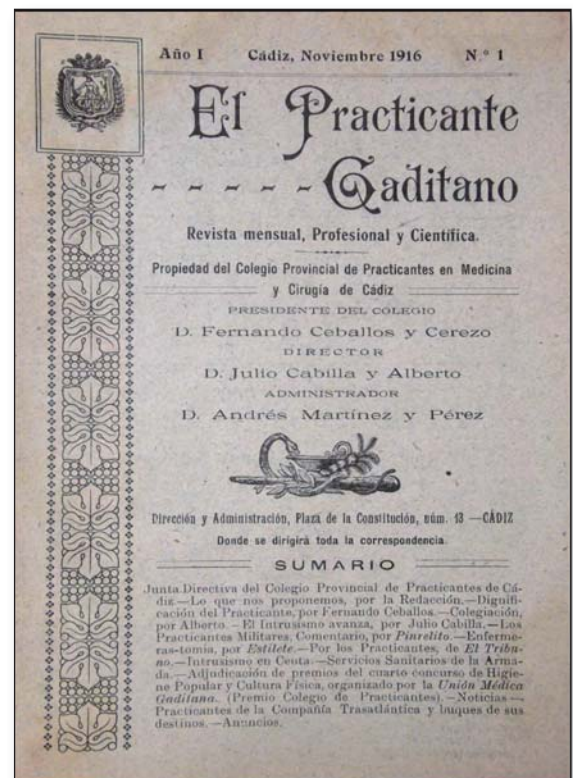 Año I Cádiz, Noviembre 1916 N.º 1
El Practicante
Gaditano
Revista mensual, Profesional y Científica.
Propiedad del Colegio Provincial de Practicantes en Medicina
y Cirugía de Cádiz
PRESIDENTE DEL COLEGIO
D. Fernando Ceballos y Cerezo
DIRECTOR
D. Julio Cabilla y Alberto
ADMINISTRADOR
D. Andrés Martínez y Pérez
Dirección y Administración, Plaza de la Constitución, núm. 13 —CÁDIZ
Donde se dirigirá toda la correspondencia.
SUMARIO
Junta Directiva del Colegio Provincial de Practicantes de Cá-
diz.—Lo que nos proponemos, por la Redacción.—Dignifi-
cación del Practicante, por Fernando Ceballos.—Colegiación,
por Alberto.—El Intrusismo avanza, por Julio Cabilla.—Los
Practicantes Militares, Comentario, por Pinrelito.—Enferme-
ras-tomia, por Estilete.—Por los Practicantes, de El Tribu-
no.—Intrusismo en Ceuta.—Servicios Sanitarios de la Arma-
da.—Adjudicación de premios del cuarto concurso de Higie-
ne Popular y Cultura Física, organizado por la Unión Médica
Gaditana. (Premio Colegio de Practicantes).—Noticias.—
Practicantes de la Compañía Trasatlántica y buques de sus
destinos.—Anuncios.